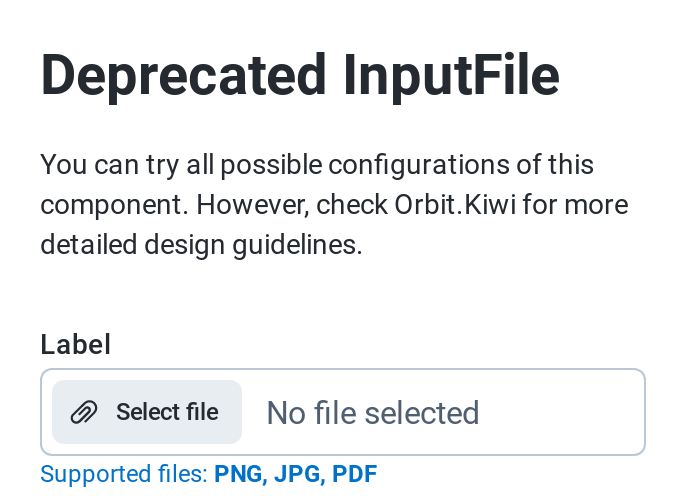 Deprecated InputFile
You can try all possible configurations of this
component. However, check Orbit.Kiwi for more
detailed design guidelines.
Label
Select file No file selected
Supported files: PNG, JPG, PDF